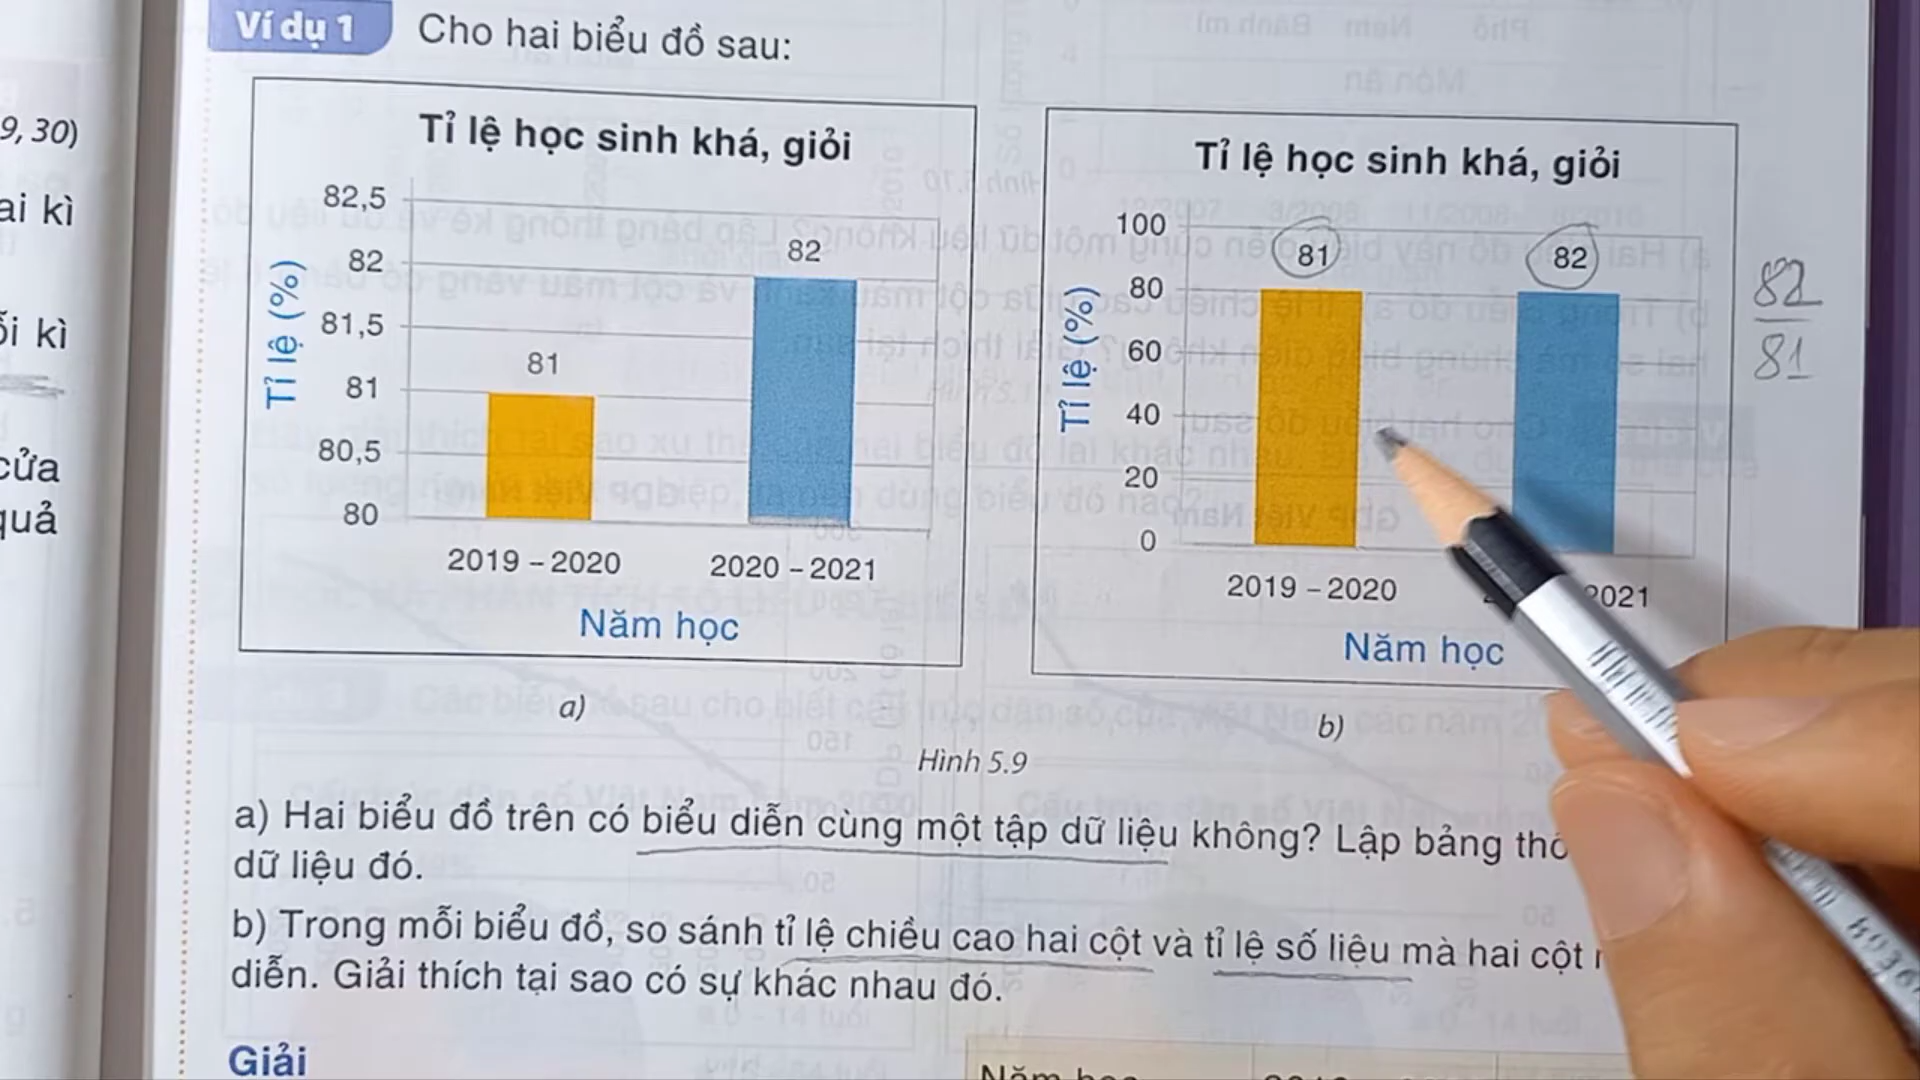 Ví dụ 1 Cho hai biểu đồ sau:
9, 30)
ai kì
ỗi kì
cửa
quả
Tỉ lệ học sinh khá, giỏi
Tỉ lệ (%)
82,5
82
81,5
81
80,5
80
81
82
2019 – 2020
2020 – 2021
Năm học
a)
Tỉ lệ học sinh khá, giỏi
Tỉ lệ (%)
100
80
60
40
20
0
81
82
2019 – 2020
2021
Năm học
b)
82
81
Hình 5.9
a) Hai biểu đồ trên có biểu diễn cùng một tập dữ liệu không? Lập bảng
dữ liệu đó.
b) Trong mỗi biểu đồ, so sánh tỉ lệ chiều cao hai cột và tỉ lệ số liệu mà hai cột
diễn. Giải thích tại sao có sự khác nhau đó.
Giải
Năm học